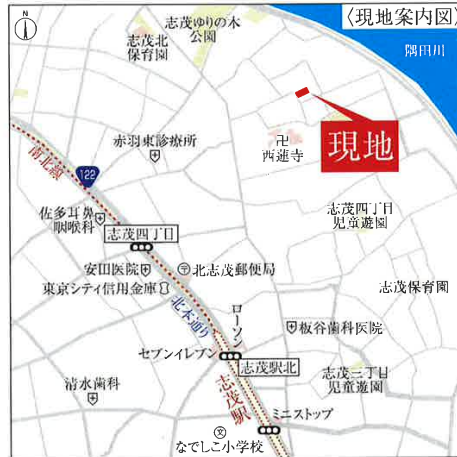 〈現地案内図〉
志茂ゆりの木
公園
志茂北
保育園
隅田川
赤羽東診療所
西蓮寺
現地
南北線
122
佐多耳鼻
咽喉科
志茂四丁目
志茂四丁目
児童遊園
安田医院
北志茂郵便局
東京シティ信用金庫
北本通り
志茂保育園
ローソン
板谷歯科医院
セブンイレブン
志茂駅北
志茂駅
志茂三丁目
児童遊園
清水歯科
ミニストップ
文
なでしこ小学校